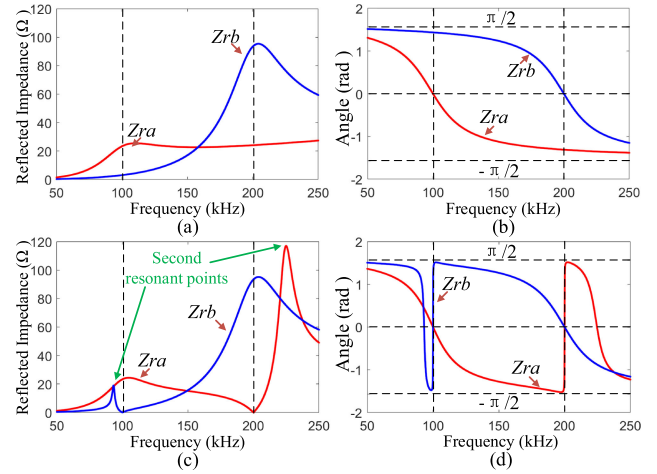 Reflected Impedance (Ω)
120
100
80
60
40
20
0
50
100
150
200
250
Frequency (kHz)
Zrb
Zra
(a)
Angle (rad )
2
1
0
-1
-2
50
100
150
200
250
Frequency (kHz)
π/2
Zrb
Zra
-π/2
(b)
Reflected Impedance (Ω)
120
100
80
60
40
20
0
50
100
150
200
250
Frequency (kHz)
Second
resonant points
Zrb
Zra
(c)
Angle (rad )
2
1
0
-1
-2
50
100
150
200
250
Frequency (kHz)
π/2
Zrb
Zra
-π/2
(d)